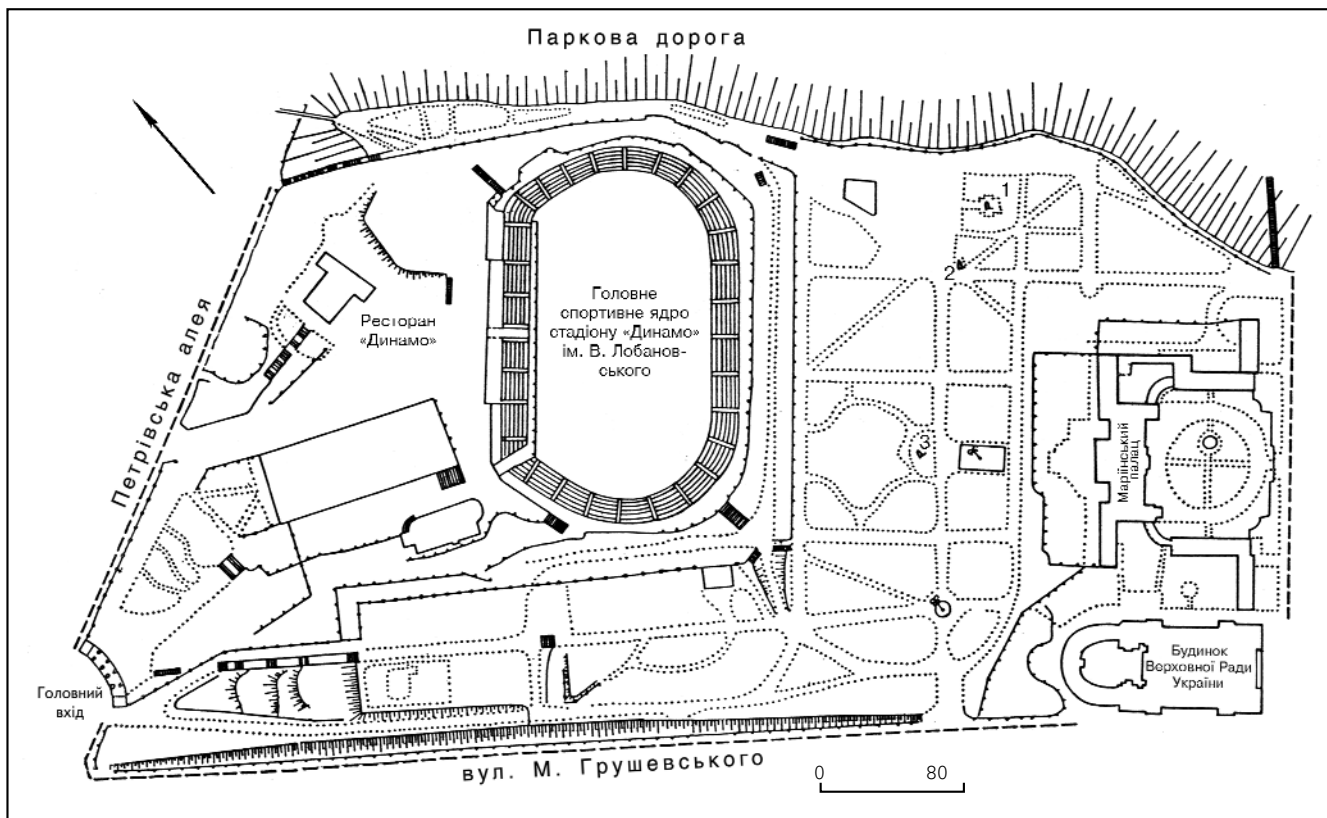 Паркова дорога
1
2
Головне
спортивне ядро
стадіону «Динамо»
ім. В. Лобанов-
ського
Ресторан
«Динамо»
Петрівська алея
3
Маріїнський
палац
Будинок
Верховної Ради
України
Головний
вхід
вул. М. Грушевського
0 80